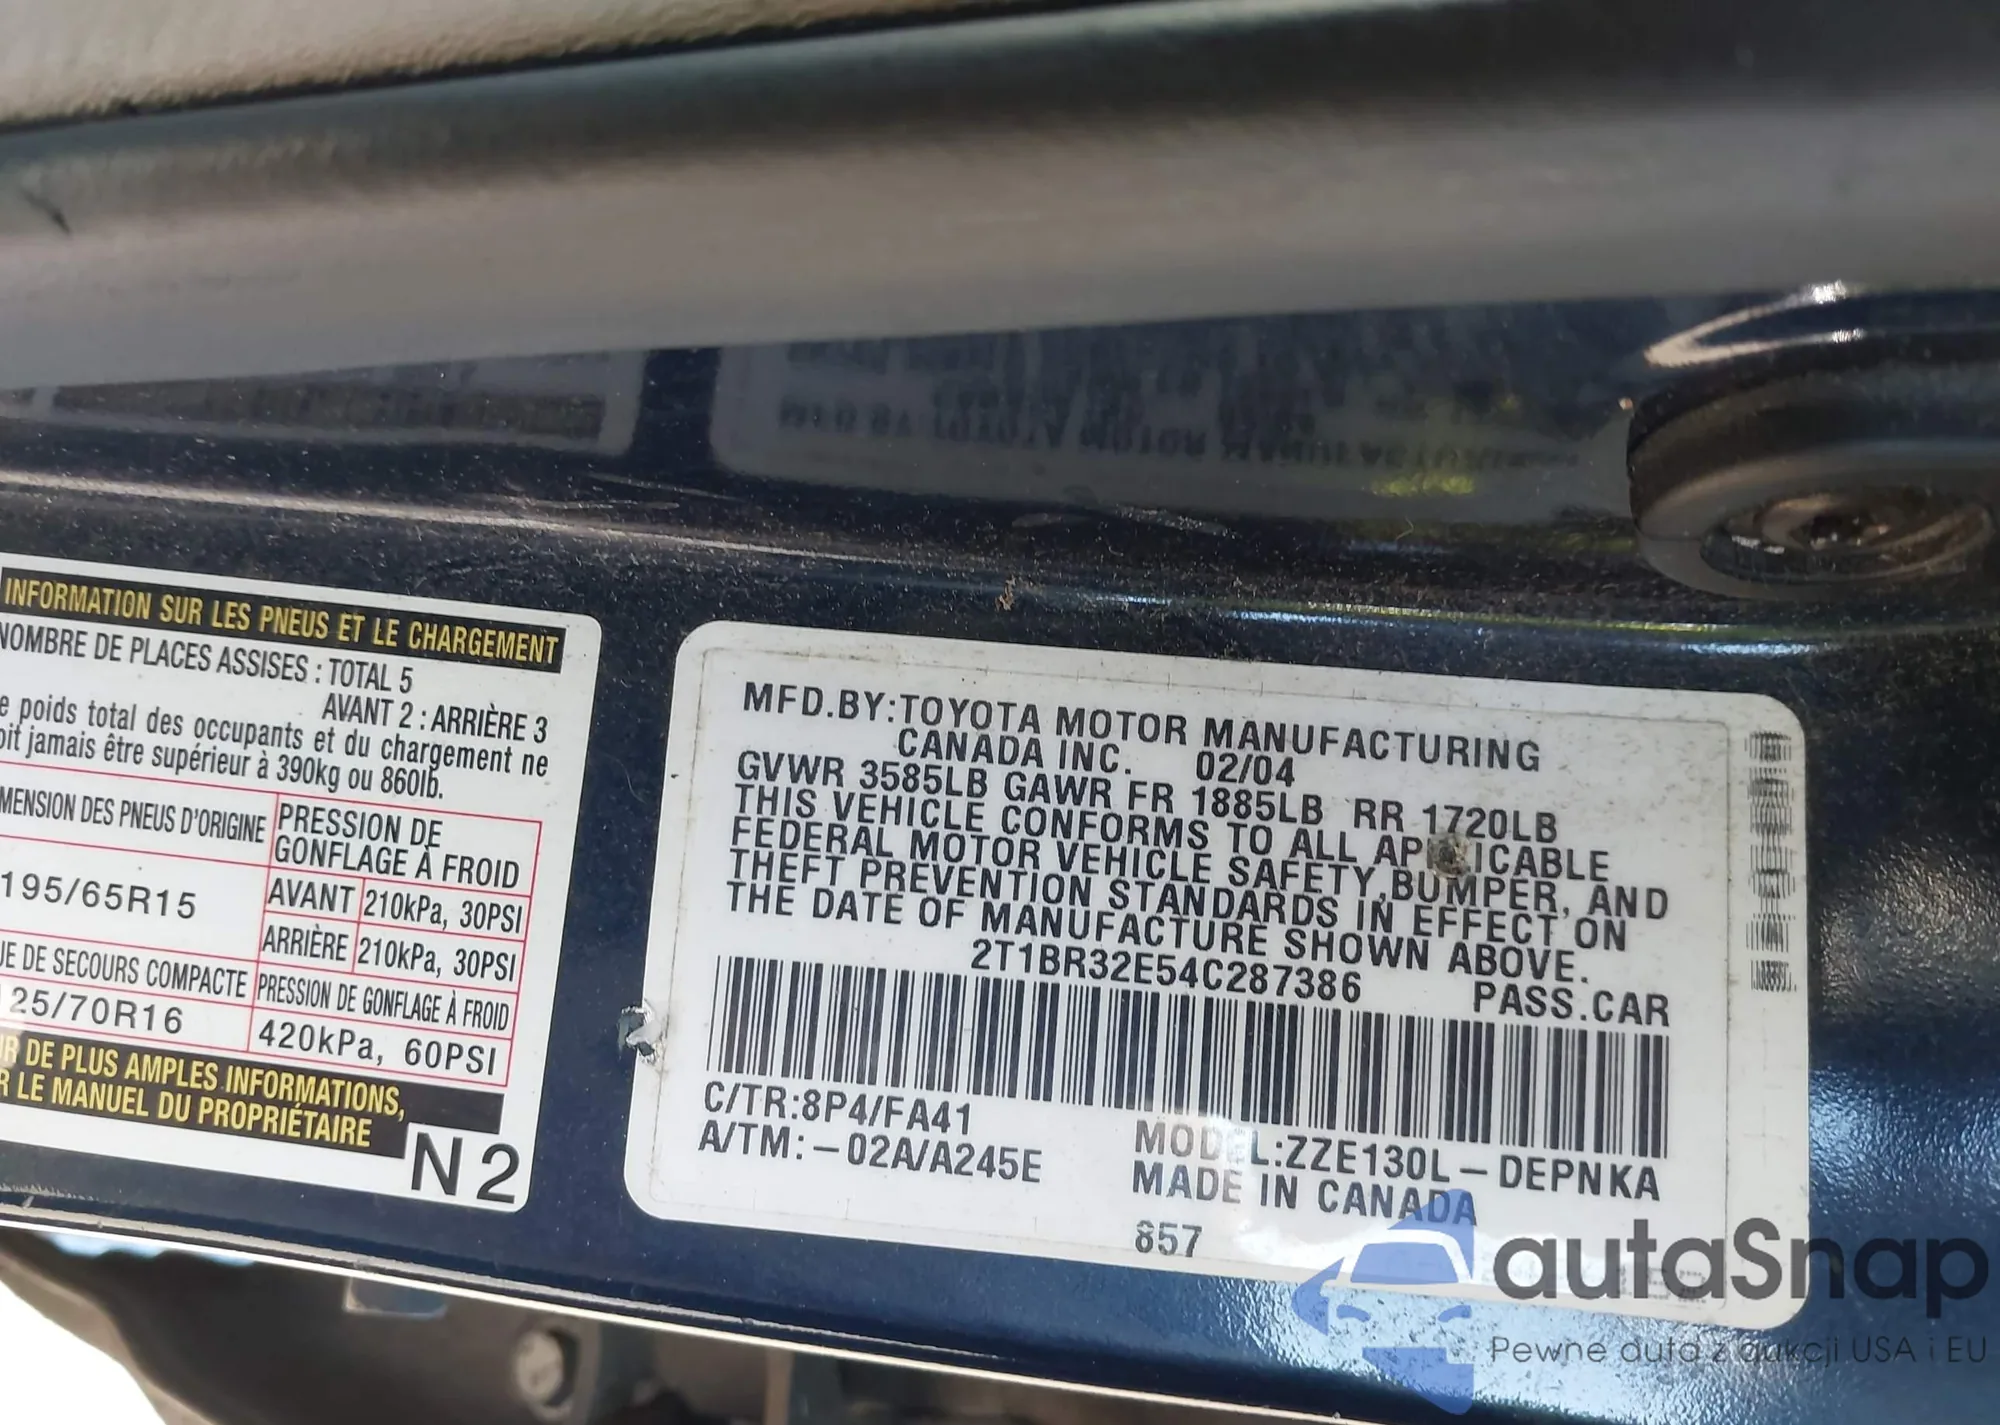 INFORMATION SUR LES PNEUS ET LE CHARGEMENT
NOMBRE DE PLACES ASSISES : TOTAL 5
AVANT 2 : ARRIÈRE 3
poids total des occupants et du chargement ne
jamais être supérieur à 390kg ou 860lb.
DES PNEUS D'ORIGINE
PRESSION DE
GONFLAGE À FROID
195/65R15
AVANT 210kPa, 30PSI
ARRIÈRE 210kPa, 30PSI
DE SECOURS COMPACTE
PRESSION DE GONFLAGE À FROID
25/70R16
420kPa, 60PSI
DE PLUS AMPLES INFORMATIONS,
LE MANUEL DU PROPRIÉTAIRE
N2
MFD.BY:TOYOTA MOTOR MANUFACTURING
CANADA INC. 02/04
GVWR 3585LB GAWR FR 1885LB RR 1720LB
THIS VEHICLE CONFORMS TO ALL AP ICABLE
FEDERAL MOTOR VEHICLE SAFETY,BUMPER, AND
THEFT PREVENTION STANDARDS IN EFFECT ON
THE DATE OF MANUFACTURE SHOWN ABOVE.
2T1BR32E54C287386 PASS.CAR
C/TR:8P4/FA41
A/TM:-02A/A245E
MODEL:ZZE130L-DEPNKA
MADE IN CANADA
857
autaSnap
Pewne auta z aukcji USA i EU